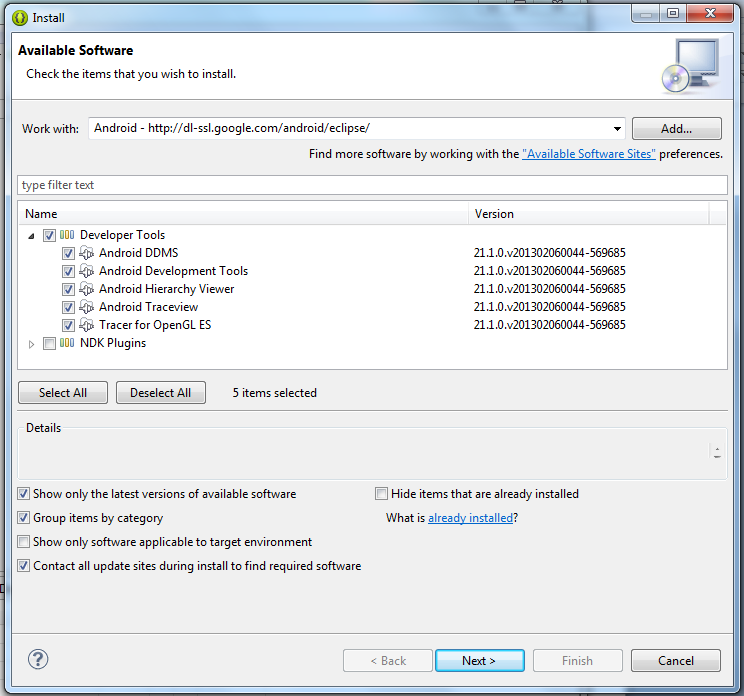 Install
Available Software
Check the items that you wish to install.
Work with: Android - http://dl-ssl.google.com/android/eclipse/ Add...
Find more software by working with the "Available Software Sites" preferences.
type filter text
Name Version
Developer Tools
Android DDMS 21.1.0.v201302060044-569685
Android Development Tools 21.1.0.v201302060044-569685
Android Hierarchy Viewer 21.1.0.v201302060044-569685
Android Traceview 21.1.0.v201302060044-569685
Tracer for OpenGL ES 21.1.0.v201302060044-569685
NDK Plugins
Select All Deselect All 5 items selected
Details
Show only the latest versions of available software Hide items that are already installed
Group items by category What is already installed?
Show only software applicable to target environment
Contact all update sites during install to find required software
? < Back Next > Finish Cancel